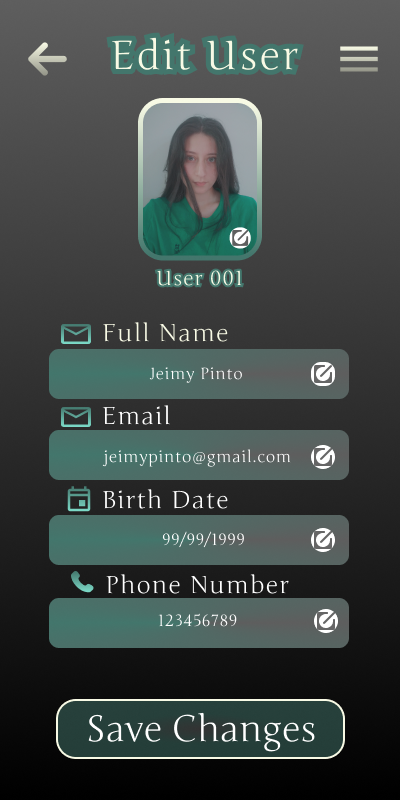 Edit User
User 001
Full Name
Jeimy Pinto
Email
jeimypinto@gmail.com
Birth Date
99/99/1999
Phone Number
123456789
Save Changes